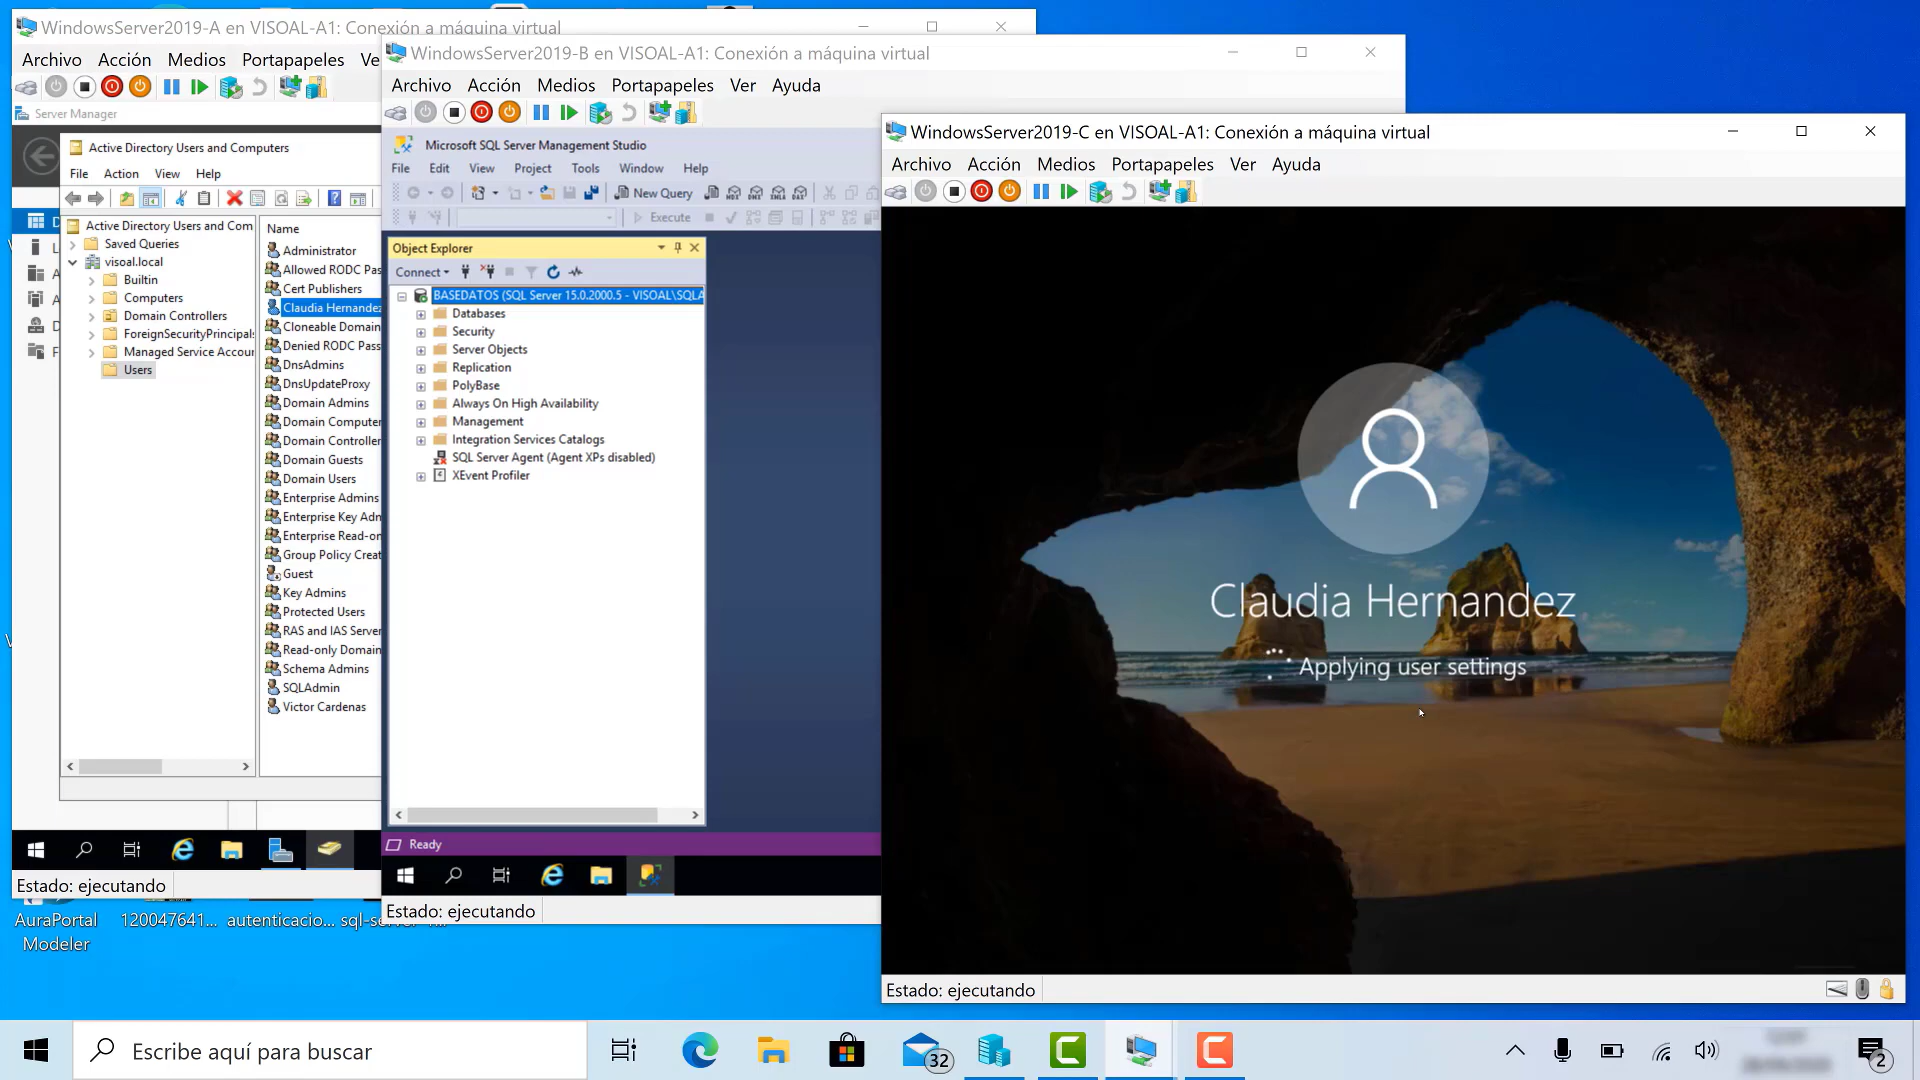 WindowsServer2019-A en VISOAL-A1: Conexión a máquina virtual
Archivo Acción Medios Portapapeles Ve
Server Manager
Active Directory Users and Computers
File Action View Help
Active Directory Users and Com
Saved Queries
visoal.local
Builtin
Computers
Domain Controllers
ForeignSecurityPrincipals
Managed Service Accour
Users
Name
Administrator
Allowed RODC Pas
Cert Publishers
Claudia Hernandez
Cloneable Domain
Denied RODC Pass
DnsAdmins
DnsUpdateProxy
Domain Admins
Domain Computer
Domain Controller
Domain Guests
Domain Users
Enterprise Admins
Enterprise Key Adn
Enterprise Read-or
Group Policy Creat
Guest
Key Admins
Protected Users
RAS and IAS Server
Read-only Domain
Schema Admins
SQLAdmin
Victor Cardenas
Estado: ejecutando
WindowsServer2019-B en VISOAL-A1: Conexión a máquina virtual
Archivo Acción Medios Portapapeles Ver Ayuda
Microsoft SQL Server Management Studio
File Edit View Project Tools Window Help
New Query
Execute
Object Explorer
Connect
BASEDATOS (SQL Server 15.0.2000.5 - VISOAL\SQLA
Databases
Security
Server Objects
Replication
PolyBase
Always On High Availability
Management
Integration Services Catalogs
SQL Server Agent (Agent XPs disabled)
XEvent Profiler
Ready
Estado: ejecutando
WindowsServer2019-C en VISOAL-A1: Conexión a máquina virtual
Archivo Acción Medios Portapapeles Ver Ayuda
Claudia Hernandez
Applying user settings
Estado: ejecutando
AuraPortal
Modeler
120047641...
autenticacio...
Escribe aquí para buscar
32
2